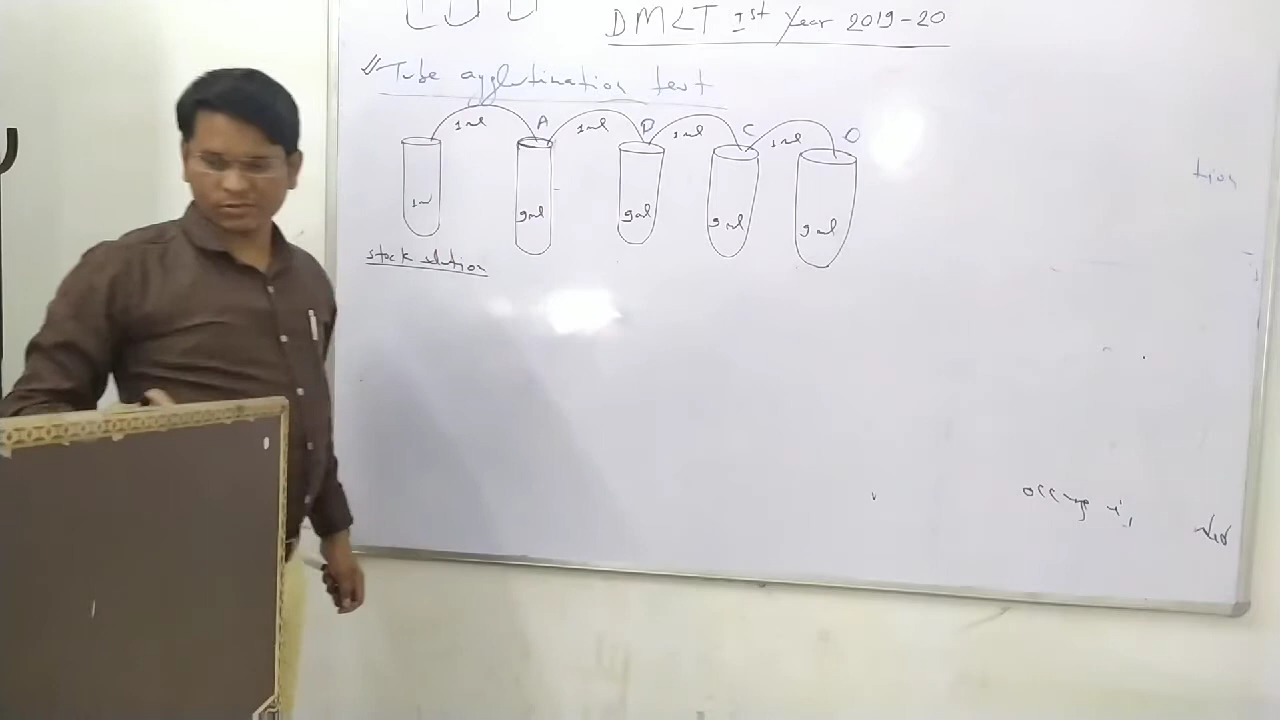 DMLT Ist Year 2019-20
Tube agglutination test
1ml A 1ml B 1ml C 1ml D
1ml 9ml 9ml 9ml 9ml
stock solution
tion